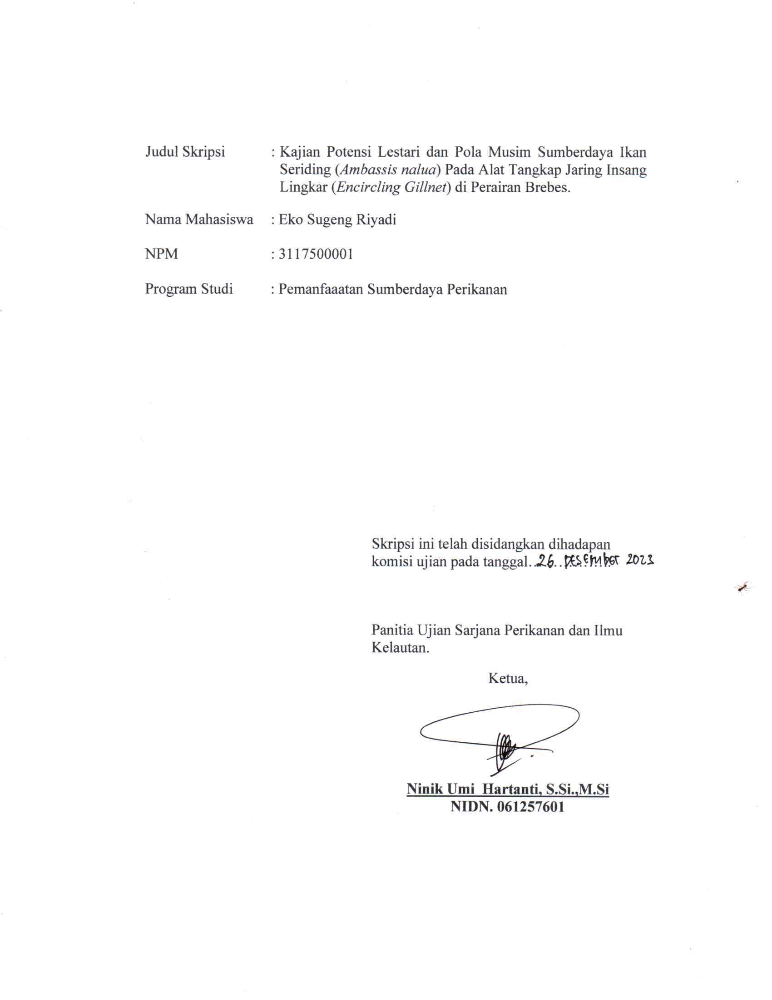 Judul Skripsi : Kajian Potensi Lestari dan Pola Musim Sumberdaya Ikan
Seriding (Ambassis nalua) Pada Alat Tangkap Jaring Insang
Lingkar (Encircling Gillnet) di Perairan Brebes.
Nama Mahasiswa : Eko Sugeng Riyadi
NPM : 3117500001
Program Studi : Pemanfaaatan Sumberdaya Perikanan
Skripsi ini telah disidangkan dihadapan
komisi ujian pada tanggal. .26. . DESEMbER 2023
Panitia Ujian Sarjana Perikanan dan Ilmu
Kelautan.
Ketua,
Ninik Umi Hartanti, S.Si.,M.Si
NIDN. 061257601